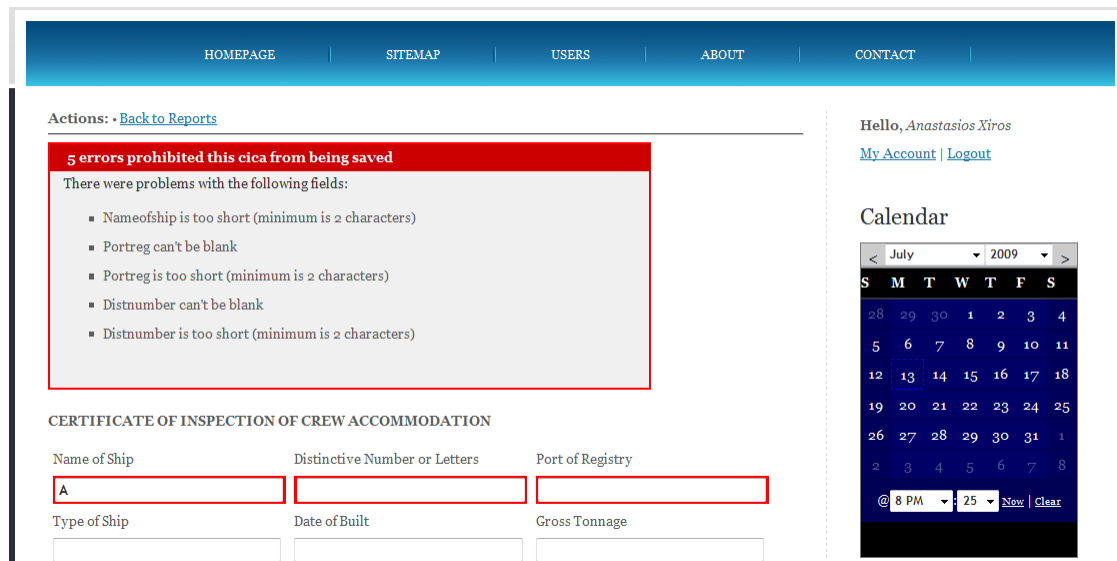 HOMEPAGE SITEMAP USERS ABOUT CONTACT
Actions: • Back to Reports
5 errors prohibited this cica from being saved
There were problems with the following fields:
Nameofship is too short (minimum is 2 characters)
Portreg can't be blank
Portreg is too short (minimum is 2 characters)
Distnumber can't be blank
Distnumber is too short (minimum is 2 characters)
CERTIFICATE OF INSPECTION OF CREW ACCOMMODATION
Name of Ship Distinctive Number or Letters Port of Registry
A
Type of Ship Date of Built Gross Tonnage
Hello, Anastasios Xiros
My Account | Logout
Calendar
< July 2009 >
S M T W T F S
28 29 30 1 2 3 4
5 6 7 8 9 10 11
12 13 14 15 16 17 18
19 20 21 22 23 24 25
26 27 28 29 30 31 1
2 3 4 5 6 7 8
@ 8 PM : 25 Now | Clear